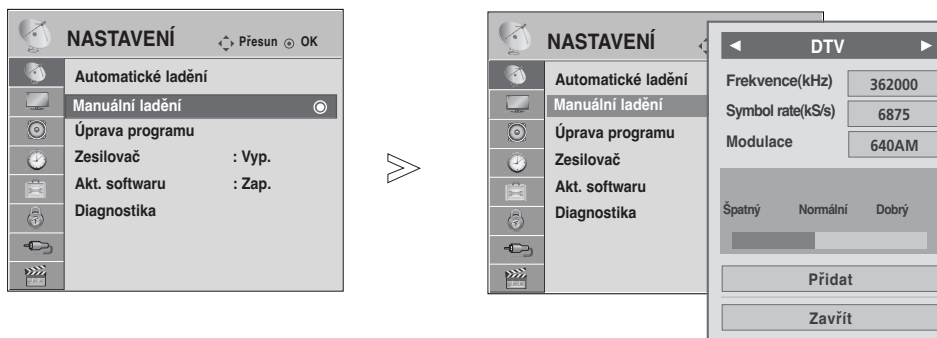 NASTAVENÍ Přesun OK
Automatické ladění
Manuální ladění
Úprava programu
Zesilovač : Vyp.
Akt. softwaru : Zap.
Diagnostika
NASTAVENÍ
Automatické ladění
Manuální ladění
Úprava programu
Zesilovač
Akt. softwaru
Diagnostika
DTV
Frekvence(kHz) 362000
Symbol rate(kS/s) 6875
Modulace 640AM
Špatný Normální Dobrý
Přidat
Zavřít